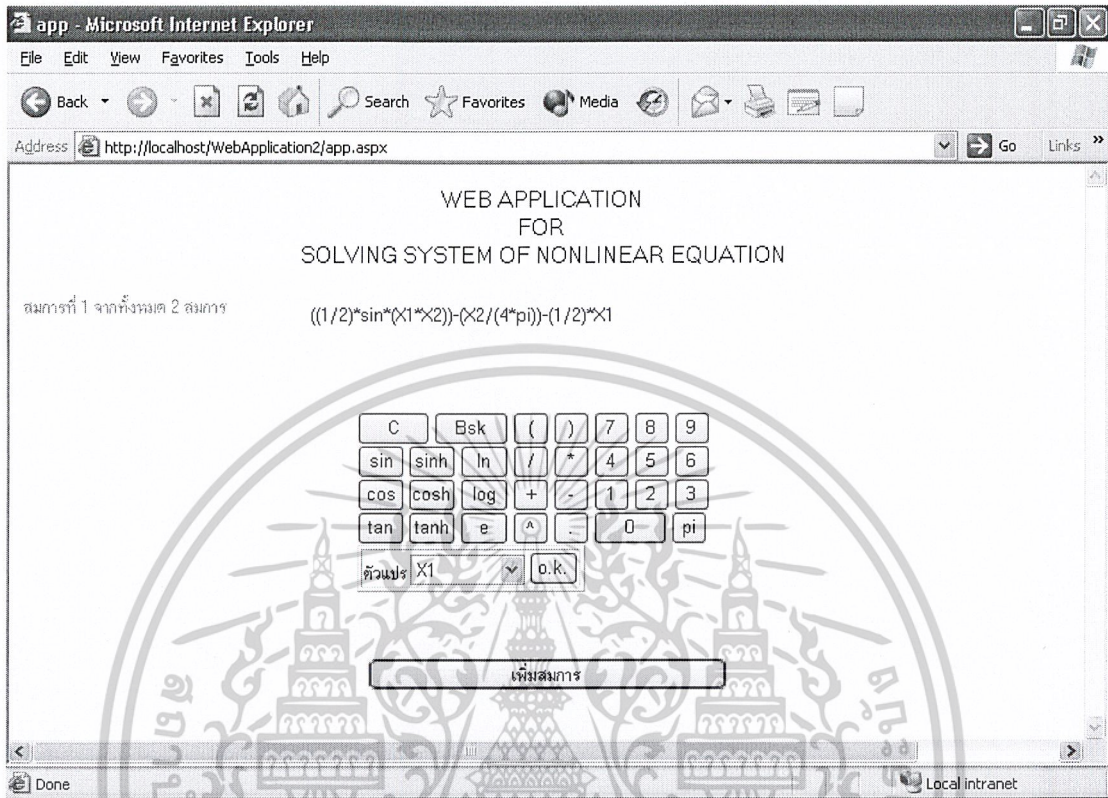 app - Microsoft Internet Explorer
File Edit View Favorites Tools Help
Back Search Favorites Media
Address http://localhost/WebApplication2/app.aspx Go Links »
WEB APPLICATION
FOR
SOLVING SYSTEM OF NONLINEAR EQUATION
สมการที่ 1 จากทั้งหมด 2 สมการ ((1/2)*sin*(X1*X2))-(X2/(4*pi))-(1/2)*X1
C Bsk ( ) 7 8 9
sin sinh ln / * 4 5 6
cos cosh log + - 1 2 3
tan tanh e ^ . 0 pi
ตัวแปร X1 o.k.
เพิ่มสมการ
Done Local intranet